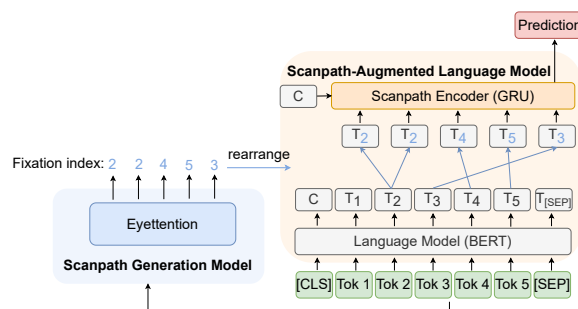 Prediction
Scanpath-Augmented Language Model
C
Scanpath Encoder (GRU)
T2 T2 T4 T5 T3
Fixation index: 2 2 4 5 3
rearrange
C T1 T2 T3 T4 T5 T[SEP]
Eyettention
Language Model (BERT)
Scanpath Generation Model
[CLS] Tok 1 Tok 2 Tok 3 Tok 4 Tok 5 [SEP]